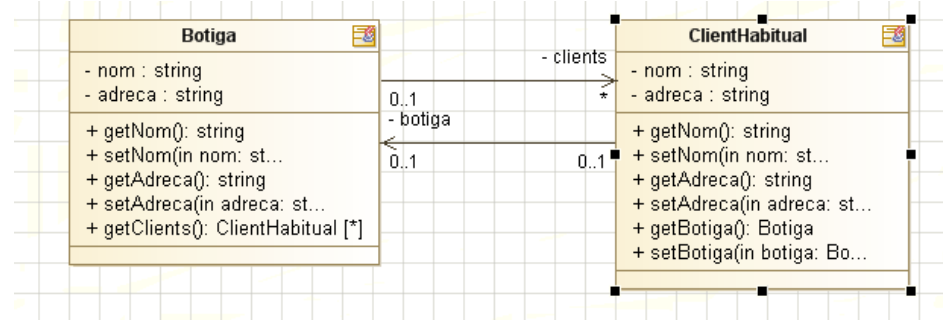 Botiga
- nom : string
- adreca : string
+ getNom(): string
+ setNom(in nom: st...
+ getAdreca(): string
+ setAdreca(in adreca: st...
+ getClients(): ClientHabitual [*]
- clients
0..1
*
- botiga
0..1
0..1
ClientHabitual
- nom : string
- adreca : string
+ getNom(): string
+ setNom(in nom: st...
+ getAdreca(): string
+ setAdreca(in adreca: st...
+ getBotiga(): Botiga
+ setBotiga(in botiga: Bo...